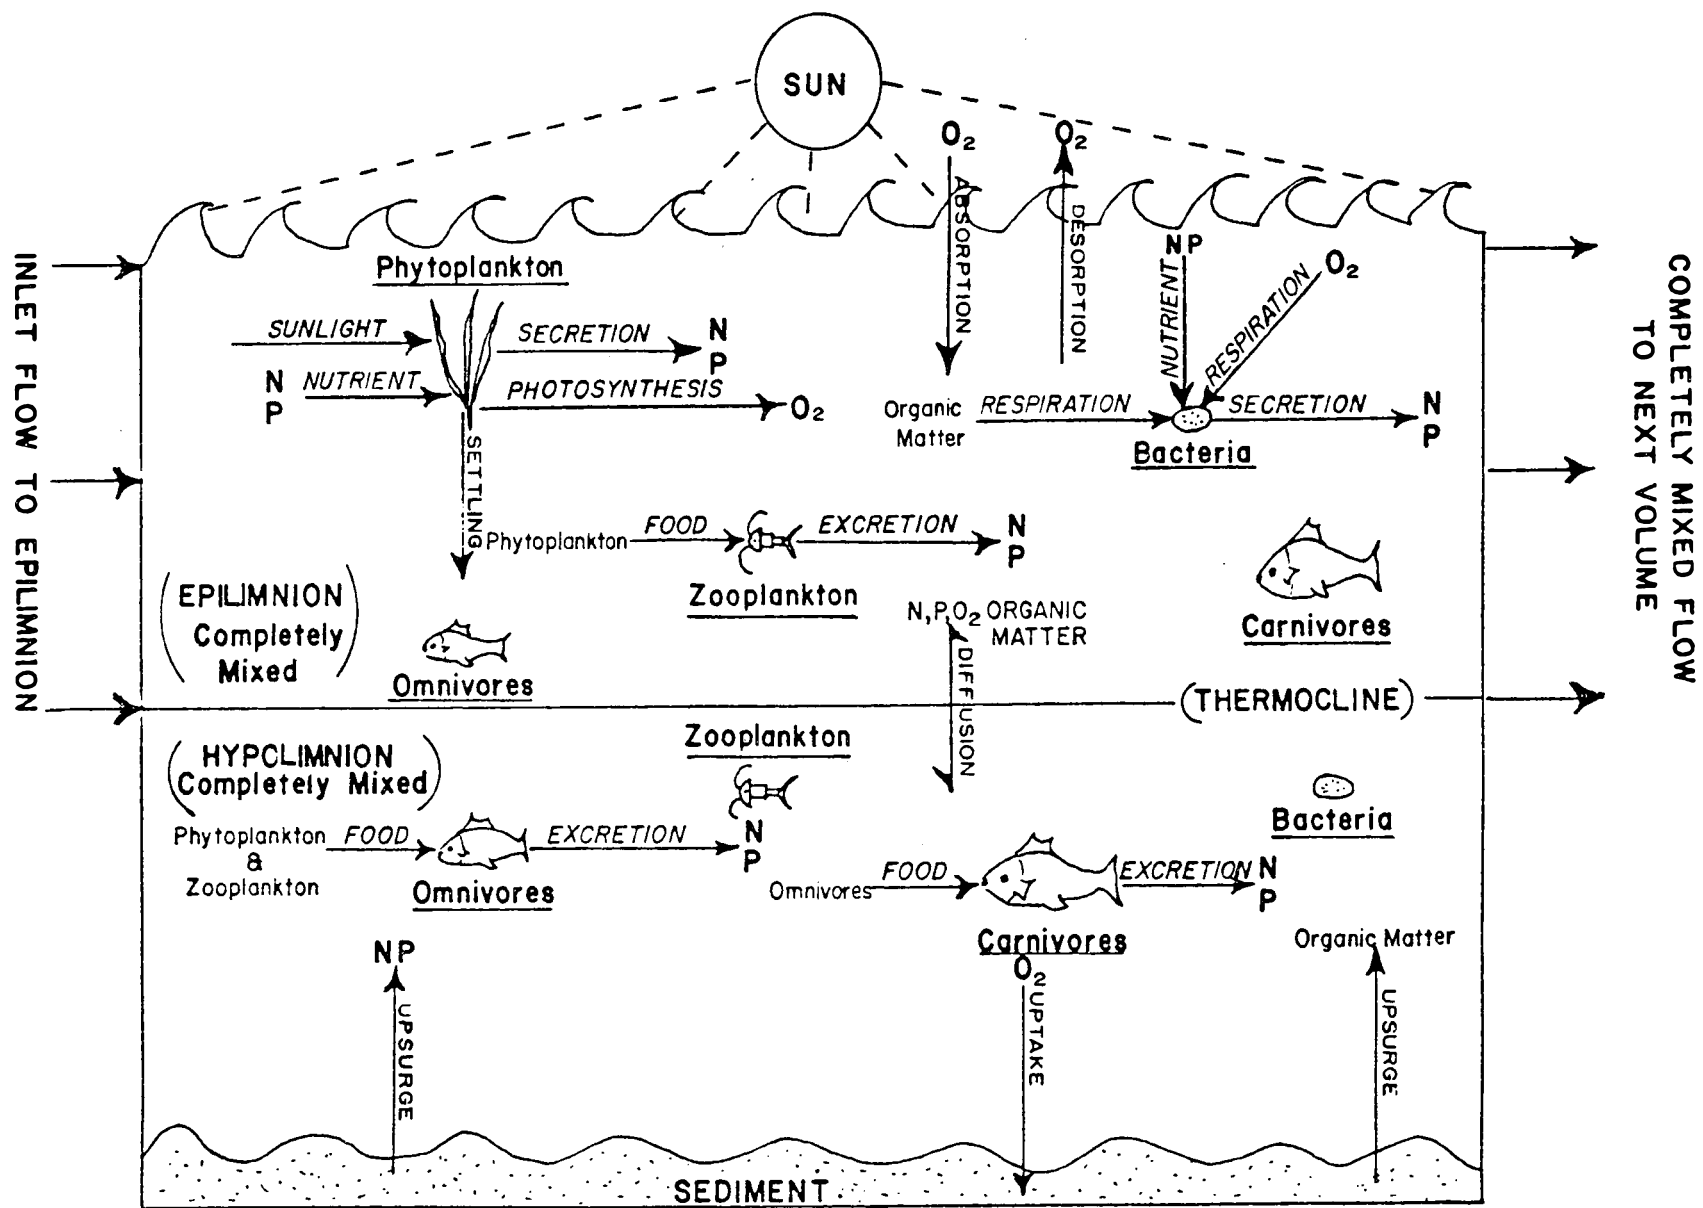 SUN
O₂
O₂
ABSORPTION
DESORPTION
INLET FLOW TO EPILIMNION
COMPLETELY MIXED FLOW
TO NEXT VOLUME
Phytoplankton
SUNLIGHT
SECRETION
N
P
N
P
NUTRIENT
PHOTOSYNTHESIS
O₂
SETTLING
NP
O₂
NUTRIENT
RESPIRATION
Organic
Matter
RESPIRATION
SECRETION
N
P
Bacteria
Phytoplankton
FOOD
EXCRETION
N
P
Zooplankton
(EPILIMNION
Completely
Mixed)
Omnivores
N,P,O₂ ORGANIC
MATTER
DIFFUSION
Carnivores
(THERMOCLINE)
(HYPCLIMNION
Completely Mixed)
Zooplankton
Phytoplankton
&
Zooplankton
FOOD
EXCRETION
N
P
Omnivores
Bacteria
Omnivores
FOOD
EXCRETION
N
P
Carnivores
NP
UPSURGE
O₂
UPTAKE
Organic Matter
UPSURGE
SEDIMENT